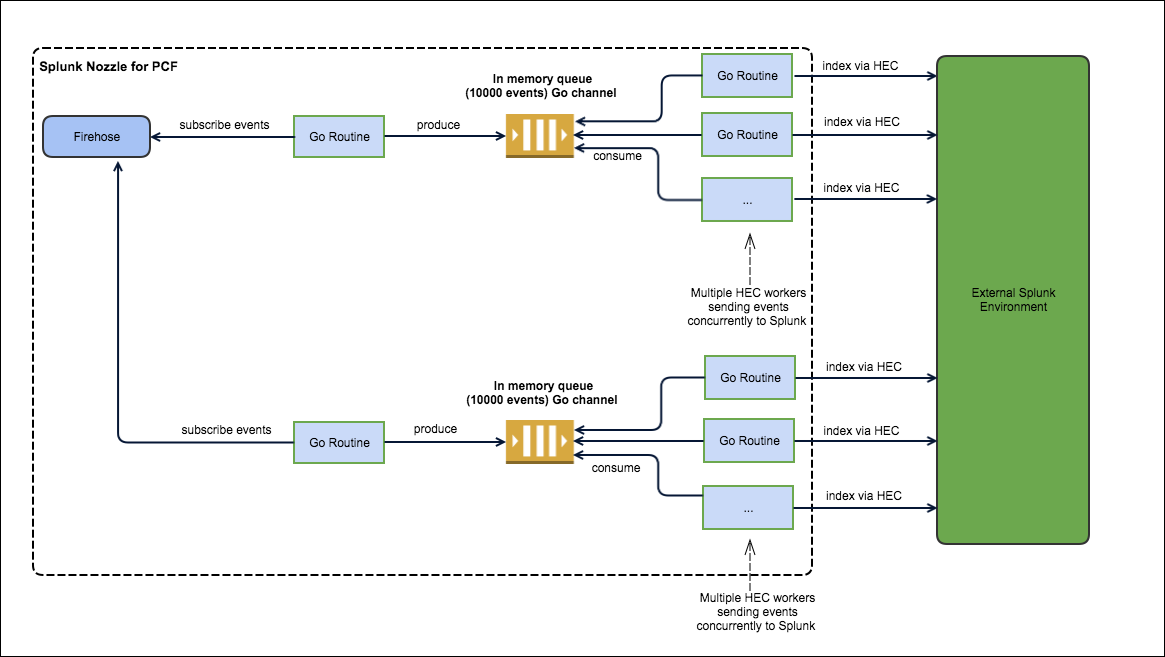 Splunk Nozzle for PCF
In memory queue
(10000 events) Go channel
Go Routine
index via HEC
Firehose
subscribe events
Go Routine
produce
Go Routine
index via HEC
consume
...
index via HEC
Multiple HEC workers
sending events
concurrently to Splunk
External Splunk
Environment
In memory queue
(10000 events) Go channel
Go Routine
index via HEC
subscribe events
Go Routine
produce
Go Routine
index via HEC
consume
...
index via HEC
Multiple HEC workers
sending events
concurrently to Splunk